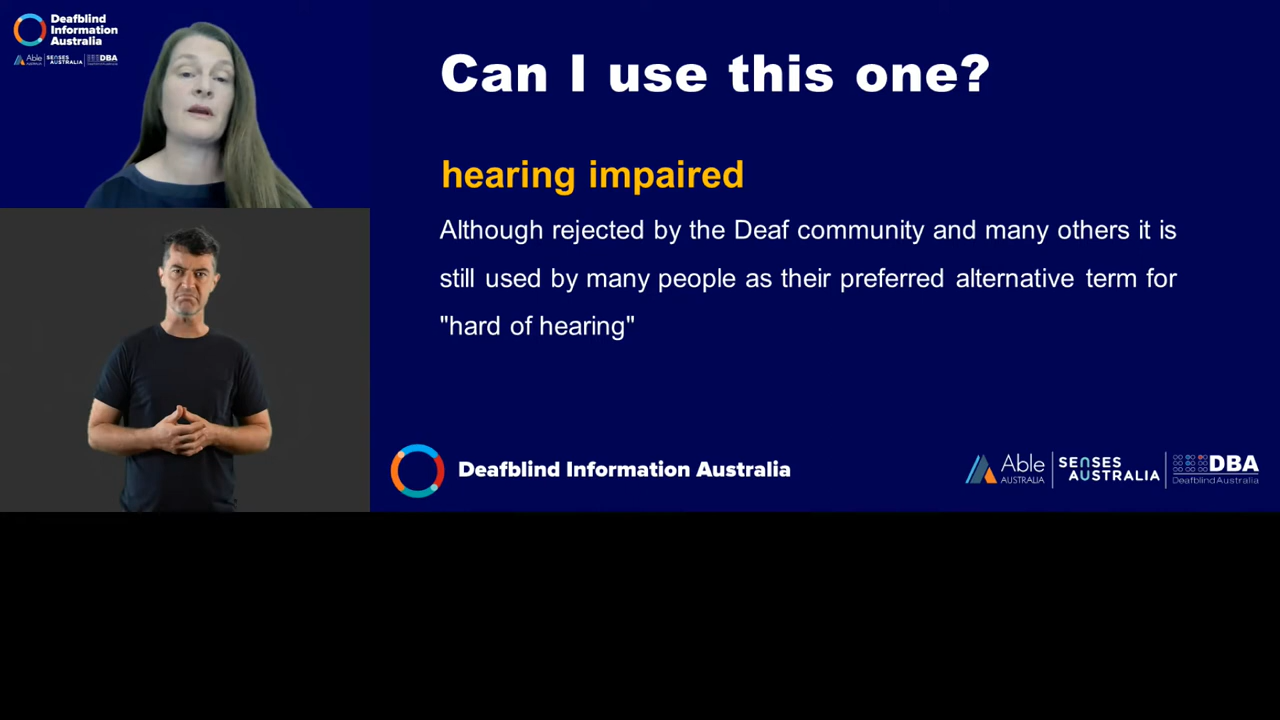 Deafblind
Information
Australia
Able
SENSES
AUSTRALIA
DBA
Can I use this one?
hearing impaired
Although rejected by the Deaf community and many others it is
still used by many people as their preferred alternative term for
"hard of hearing"
Deafblind Information Australia
Able
AUSTRALIA
SENSES
AUSTRALIA
DBA
Deafblind Australia